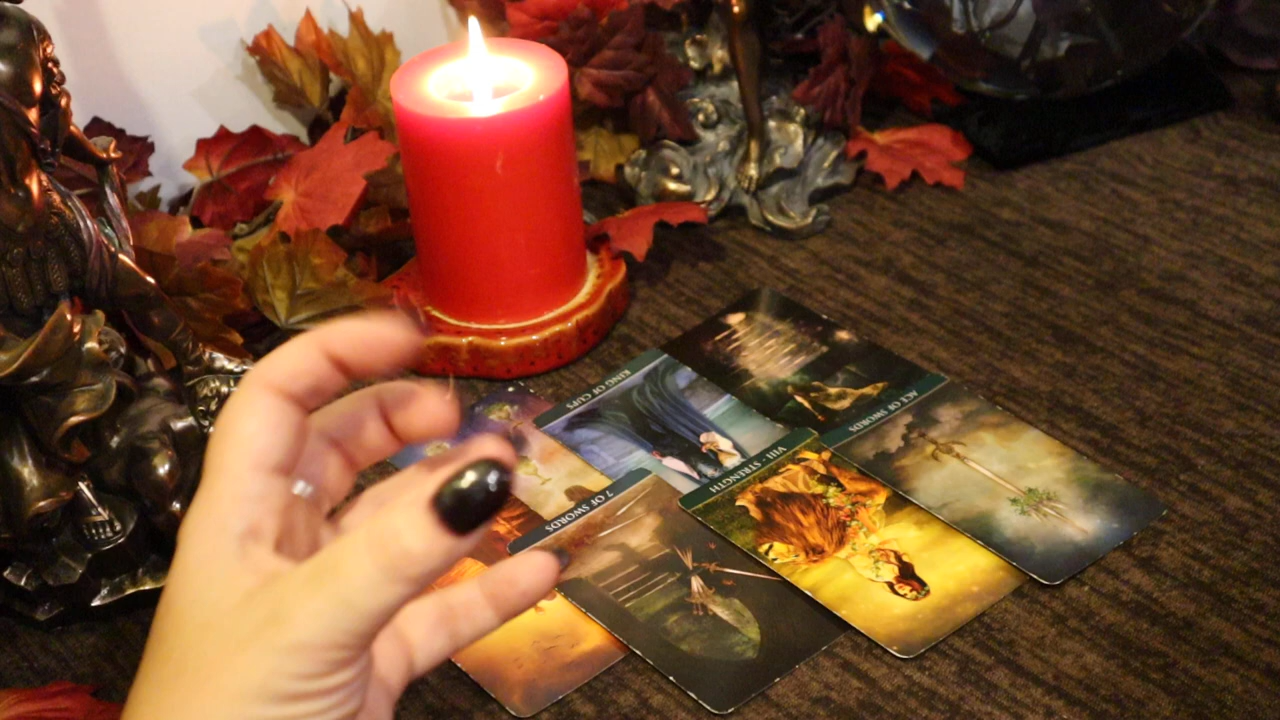 KING OF CUPS
ACE OF SWORDS
VIII - STRENGTH
7 OF SWORDS